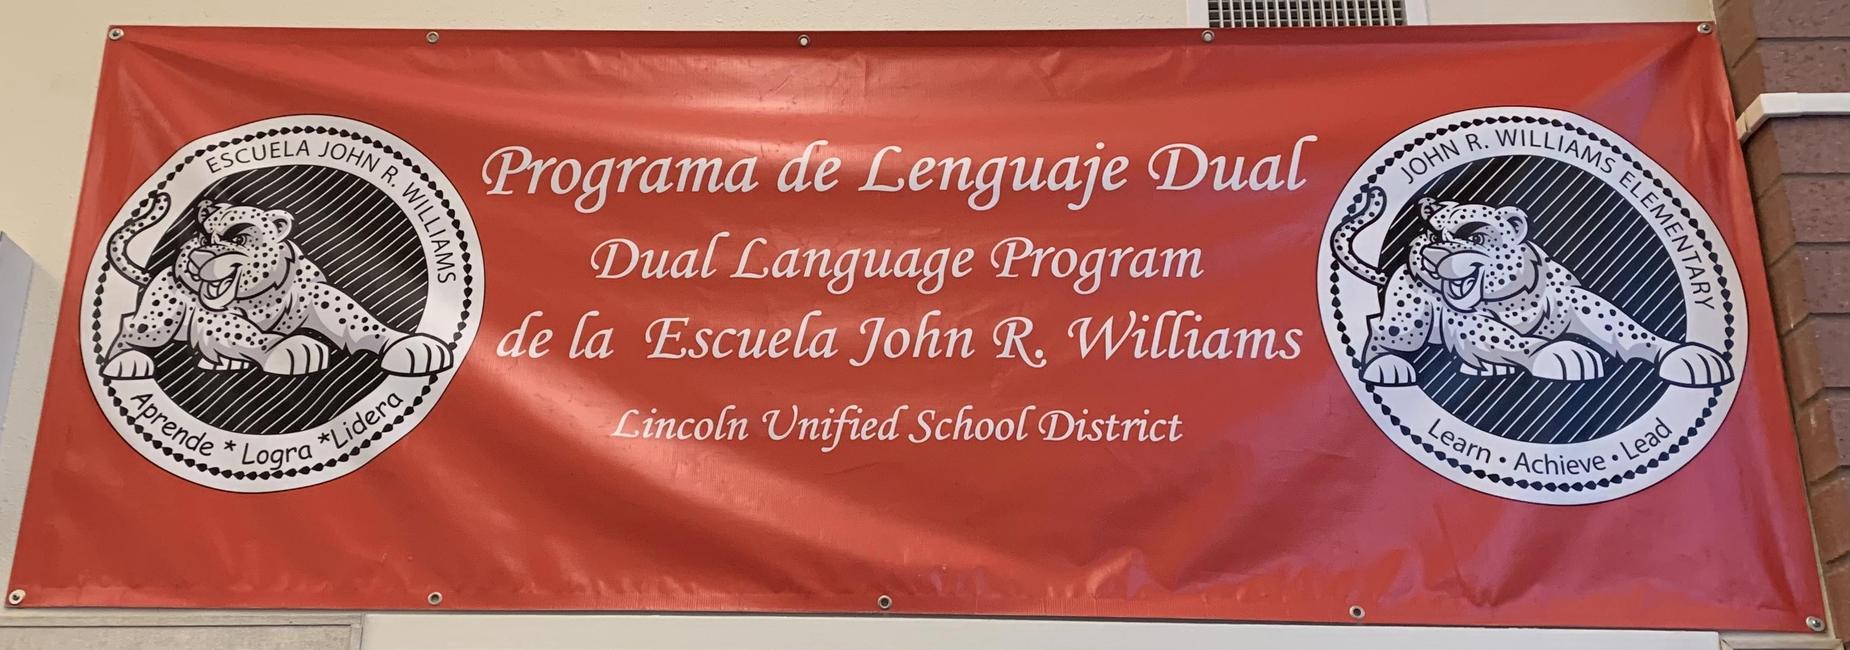 ESCUELA JOHN R. WILLIAMS
Aprende * Logra *Lidera
Programa de Lenguaje Dual
Dual Language Program
de la Escuela John R. Williams
Lincoln Unified School District
JOHN R. WILLIAMS ELEMENTARY
Learn • Achieve • Lead